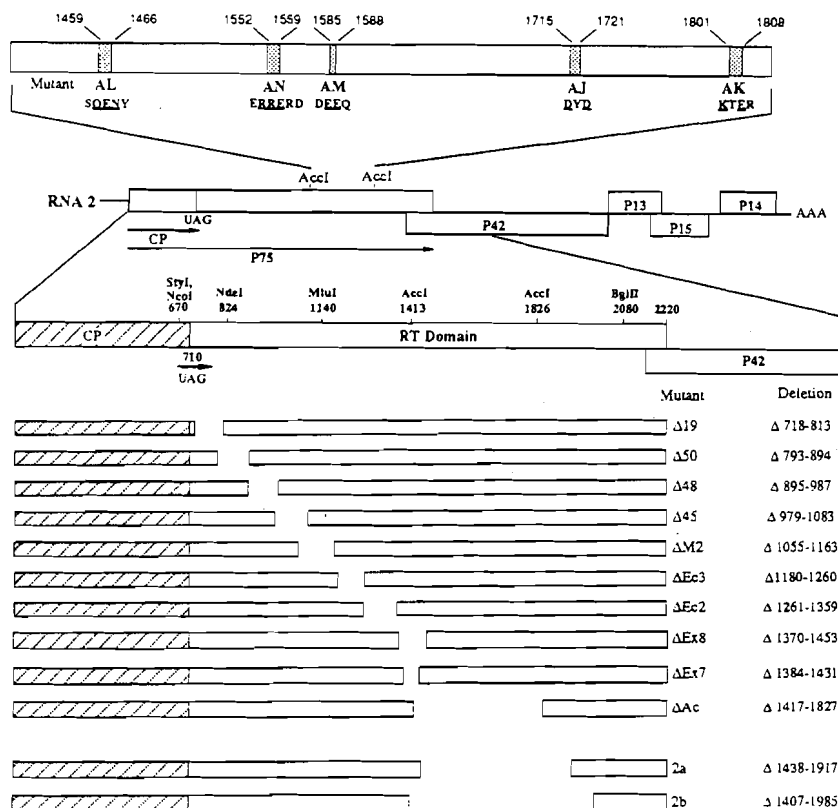 1459 1466 1552 1559 1585 1588 1715 1721 1801 1808
Mutant AL AN AM AJ AK
SQENY ERRERD DEEQ DYD KTER
AccI AccI
RNA 2
UAG
CP
P75
P42
P13
P15
P14
AAA
StyI,
NcoI NdeI MluI AccI AccI BglII
670 824 1140 1413 1826 2080 2220
CP RT Domain
710
UAG
P42
Mutant Deletion
Δ19 Δ 718-813
Δ50 Δ 793-894
Δ48 Δ 895-987
Δ45 Δ 979-1083
ΔM2 Δ 1055-1163
ΔEc3 Δ1180-1260
ΔEc2 Δ 1261-1359
ΔEx8 Δ 1370-1453
ΔEx7 Δ 1384-1431
ΔAc Δ 1417-1827
2a Δ 1438-1917
2b Δ 1407-1985